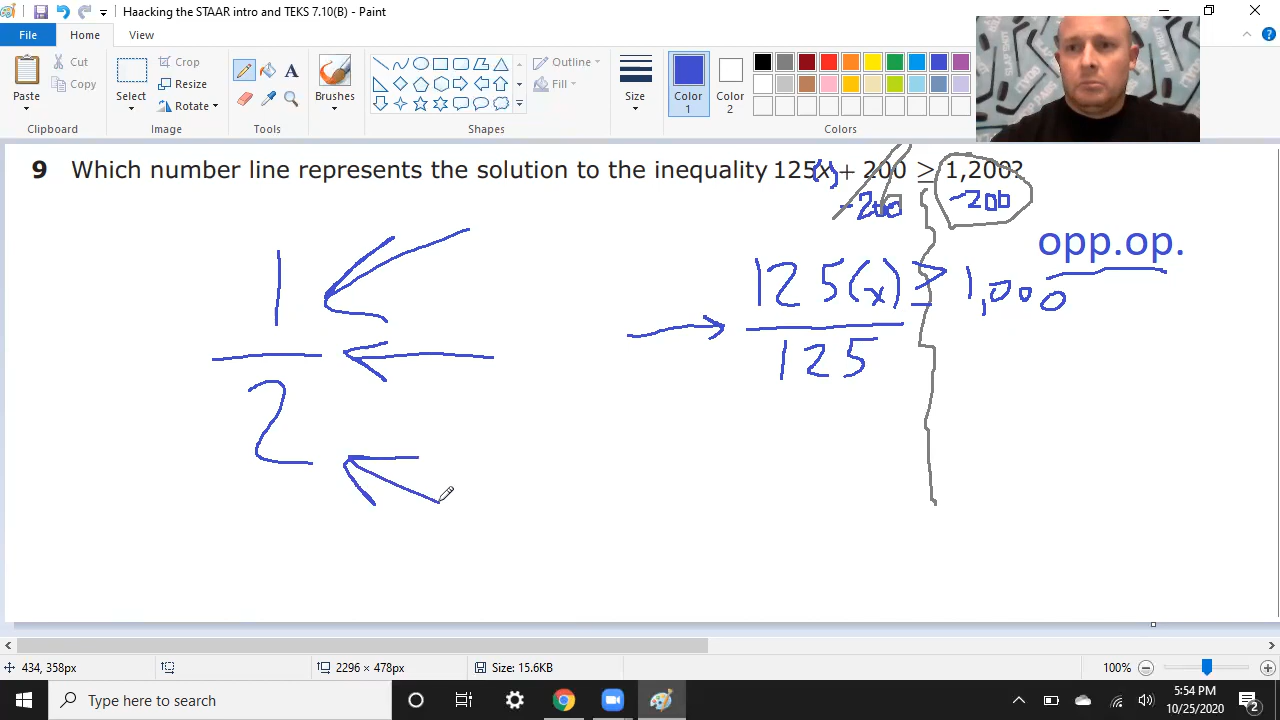 Haacking the STAAR intro and TEKS 7.10(B) - Paint
File Home View
Paste
Cut
Copy
Clipboard
Select
Crop
Resize
Rotate
Image
Tools
Brushes
Shapes
Outline
Fill
Size
Color 1
Color 2
Colors
9 Which number line represents the solution to the inequality 125(x) + 200 ≥ 1,200?
-200 -200
opp.op.
125(x) ≥ 1,000
125
1
2
434, 358px
2296 × 478px
Size: 15.6KB
100%
Type here to search
5:54 PM
10/25/2020
2